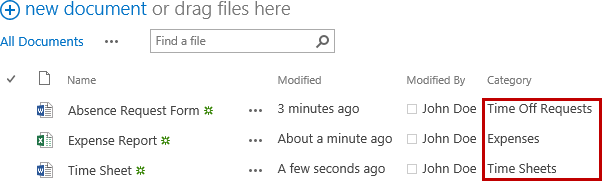 new document or drag files here
All Documents ••• Find a file
Name Modified Modified By Category
Absence Request Form ••• 3 minutes ago John Doe Time Off Requests
Expense Report ••• About a minute ago John Doe Expenses
Time Sheet ••• A few seconds ago John Doe Time Sheets